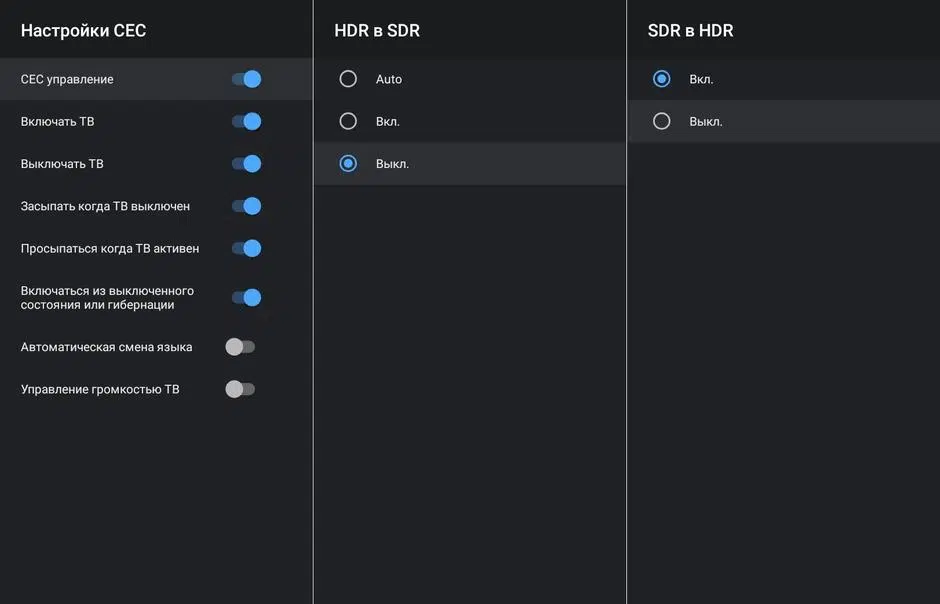 Настройки CEC
CEC управление
Включать ТВ
Выключать ТВ
Засыпать когда ТВ выключен
Просыпаться когда ТВ активен
Включаться из выключенного
состояния или гибернации
Автоматическая смена языка
Управление громкостью ТВ
HDR в SDR
Auto
Вкл.
Выкл.
SDR в HDR
Вкл.
Выкл.